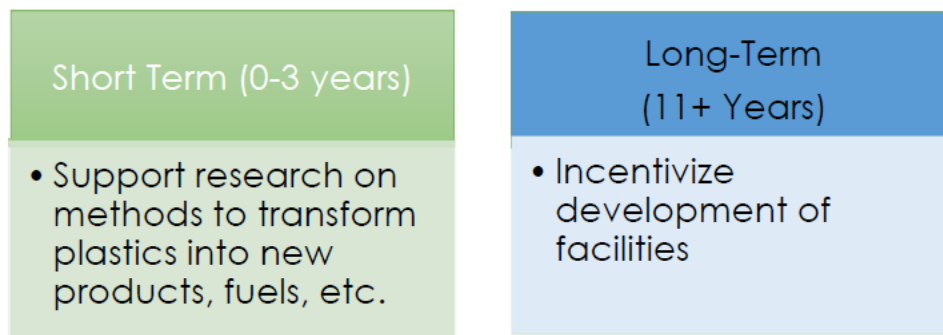 Short Term (0-3 years)
• Support research on
methods to transform
plastics into new
products, fuels, etc.
Long-Term
(11+ Years)
• Incentivize
development of
facilities